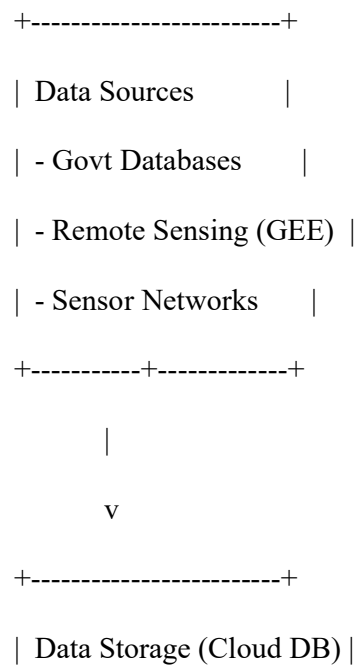 +-------------------------+
| Data Sources |
| - Govt Databases |
| - Remote Sensing (GEE) |
| - Sensor Networks |
+-----------+-------------+
|
v
+-------------------------+
| Data Storage (Cloud DB) |